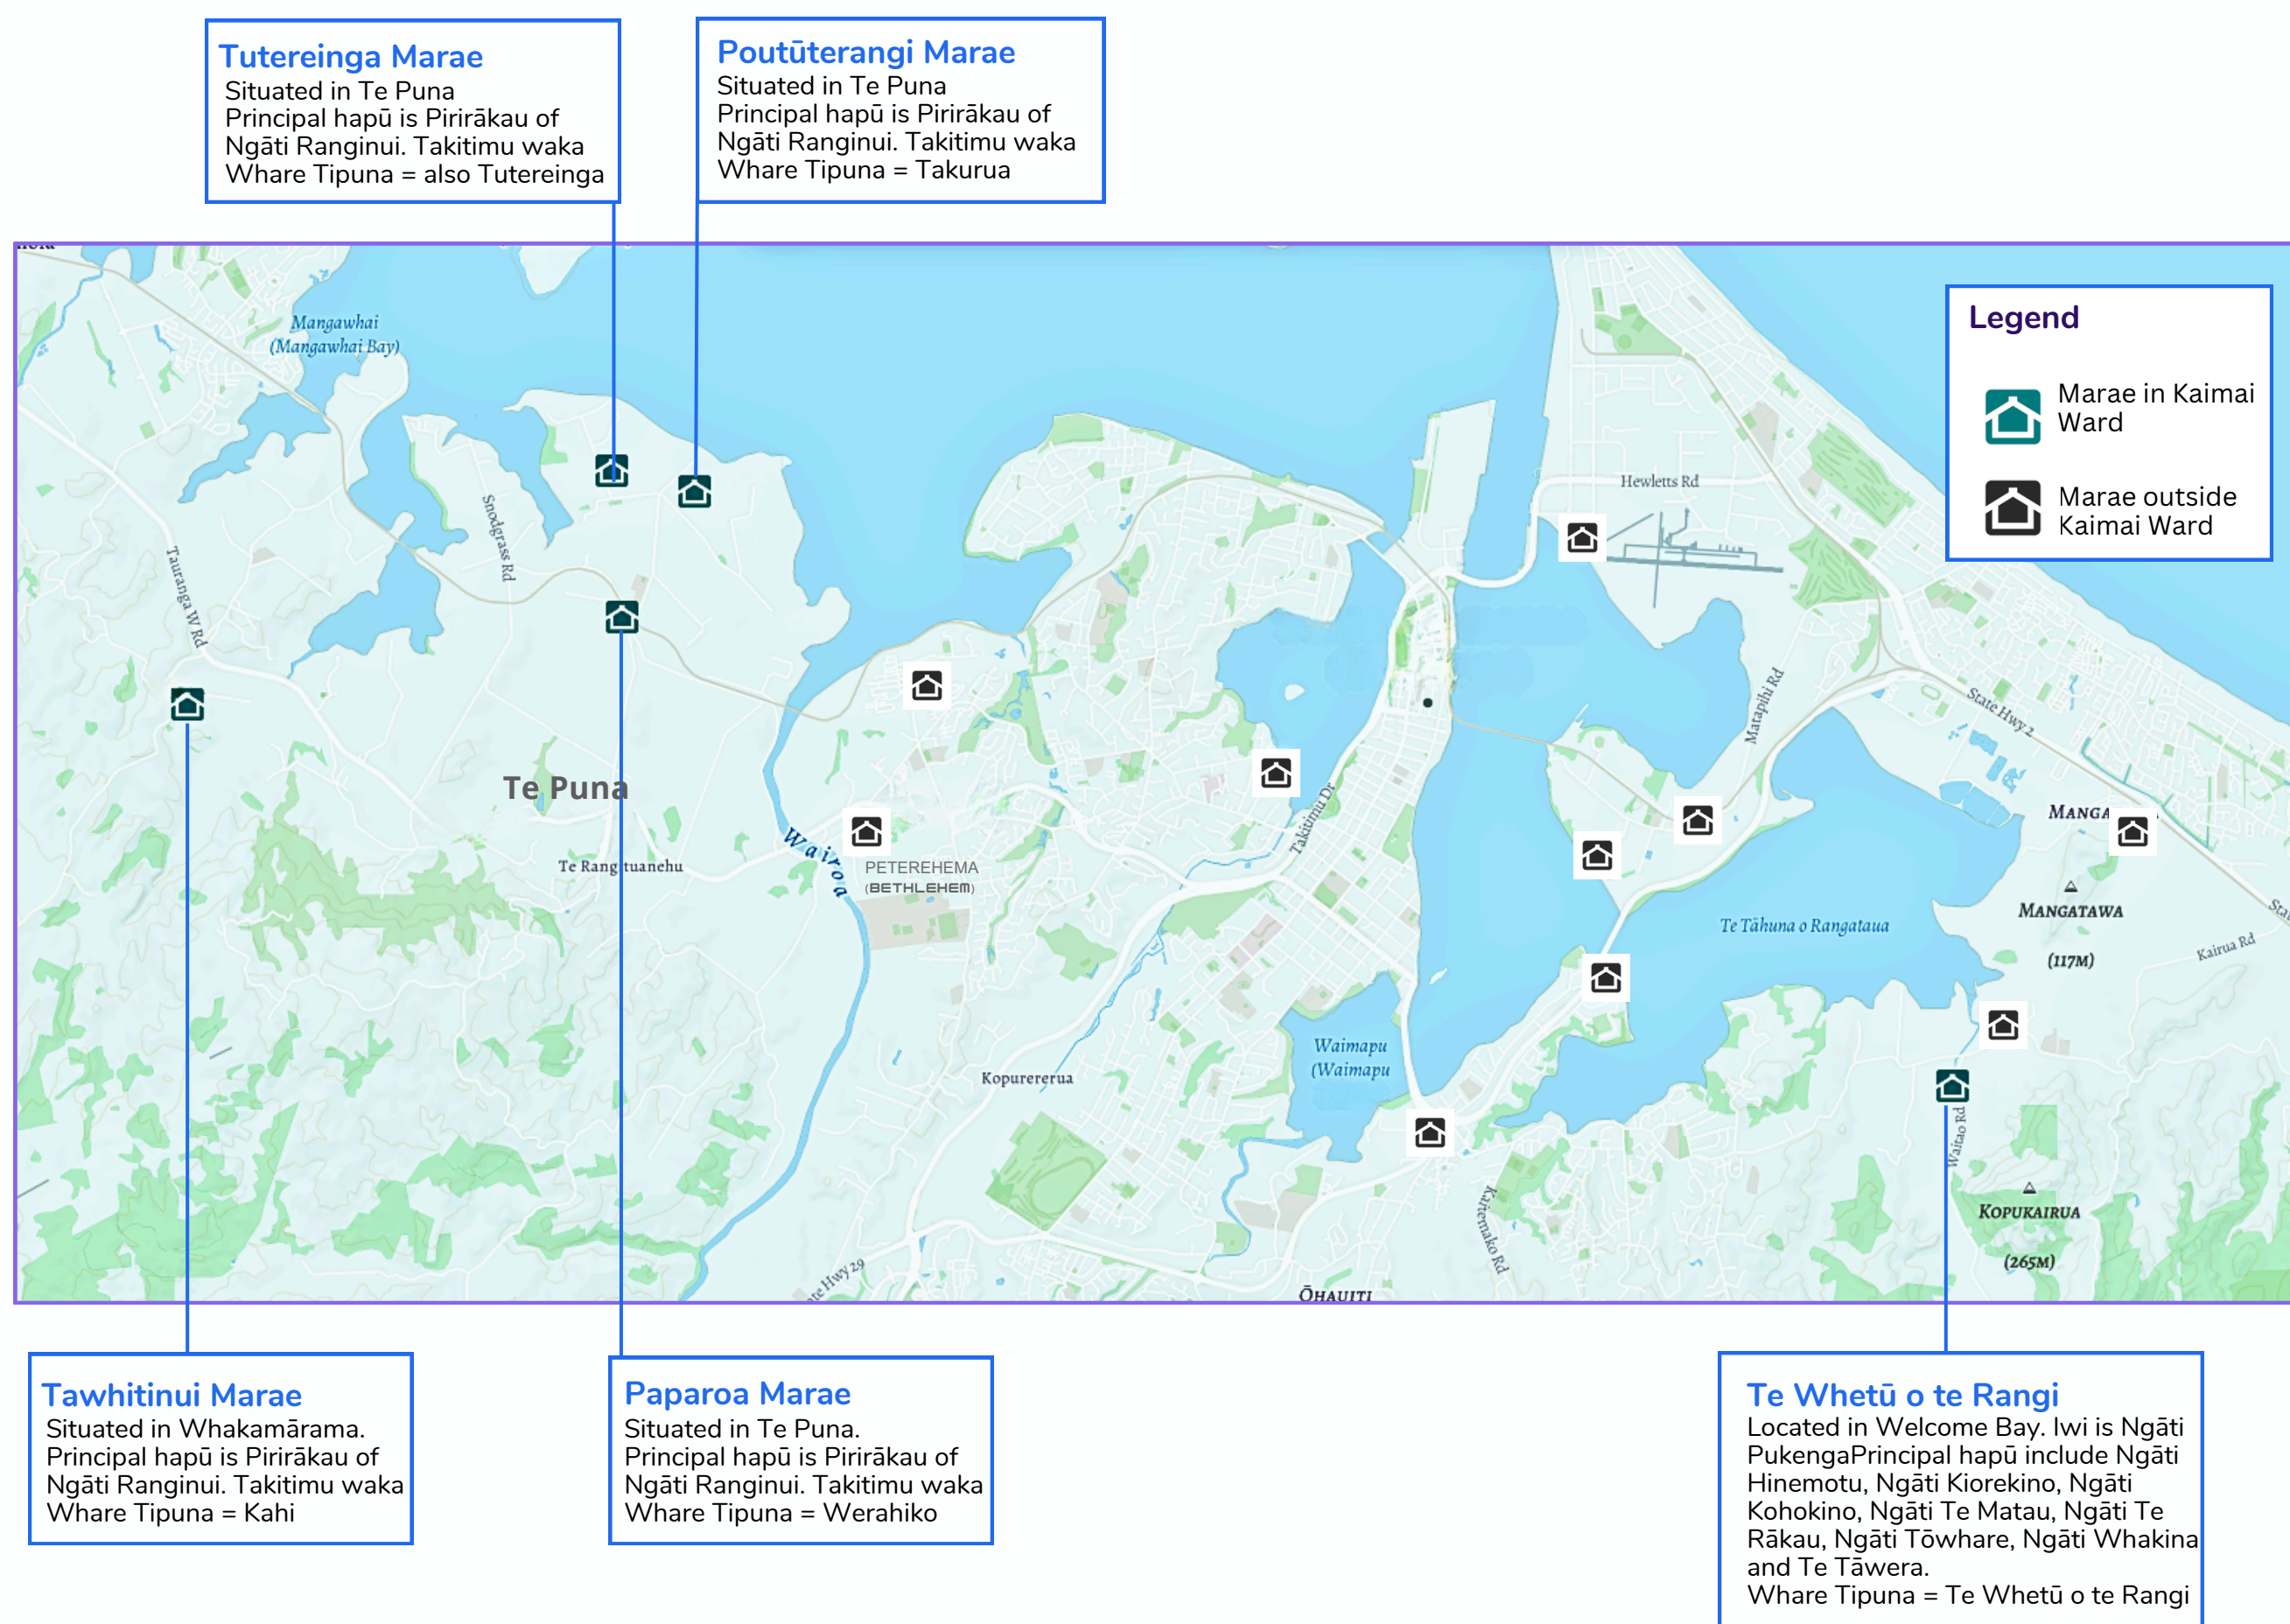 Tutereinga Marae
Situated in Te Puna
Principal hapū is Pirirākau of
Ngāti Ranginui. Takitimu waka
Whare Tipuna = also Tutereinga
Poutūterangi Marae
Situated in Te Puna
Principal hapū is Pirirākau of
Ngāti Ranginui. Takitimu waka
Whare Tipuna = Takurua
Legend
Marae in Kaimai
Ward
Marae outside
Kaimai Ward
Mangawhai
(Mangawhai Bay)
Hewletts Rd
Snodgrass Rd
Tauranga W Rd
Matapihi Rd
State Hwy 2
Te Puna
Takitimu Dr
MANGA
Wairoa
Te Rang tuanehu
PETEREHEMA
(BETHLEHEM)
MANGATAWA
(117M)
Te Tāhuna o Rangataua
Kairua Rd
Waimapu
(Waimapu
Kopurererua
Waitao Rd
KOPUKAIRUA
(265M)
Kaitemako Rd
te Hwy 29
ŌHAUITI
Tawhitinui Marae
Situated in Whakamārama.
Principal hapū is Pirirākau of
Ngāti Ranginui. Takitimu waka
Whare Tipuna = Kahi
Paparoa Marae
Situated in Te Puna.
Principal hapū is Pirirākau of
Ngāti Ranginui. Takitimu waka
Whare Tipuna = Werahiko
Te Whetū o te Rangi
Located in Welcome Bay. Iwi is Ngāti
PukengaPrincipal hapū include Ngāti
Hinemotu, Ngāti Kiorekino, Ngāti
Kohokino, Ngāti Te Matau, Ngāti Te
Rākau, Ngāti Tōwhare, Ngāti Whakina
and Te Tāwera.
Whare Tipuna = Te Whetū o te Rangi